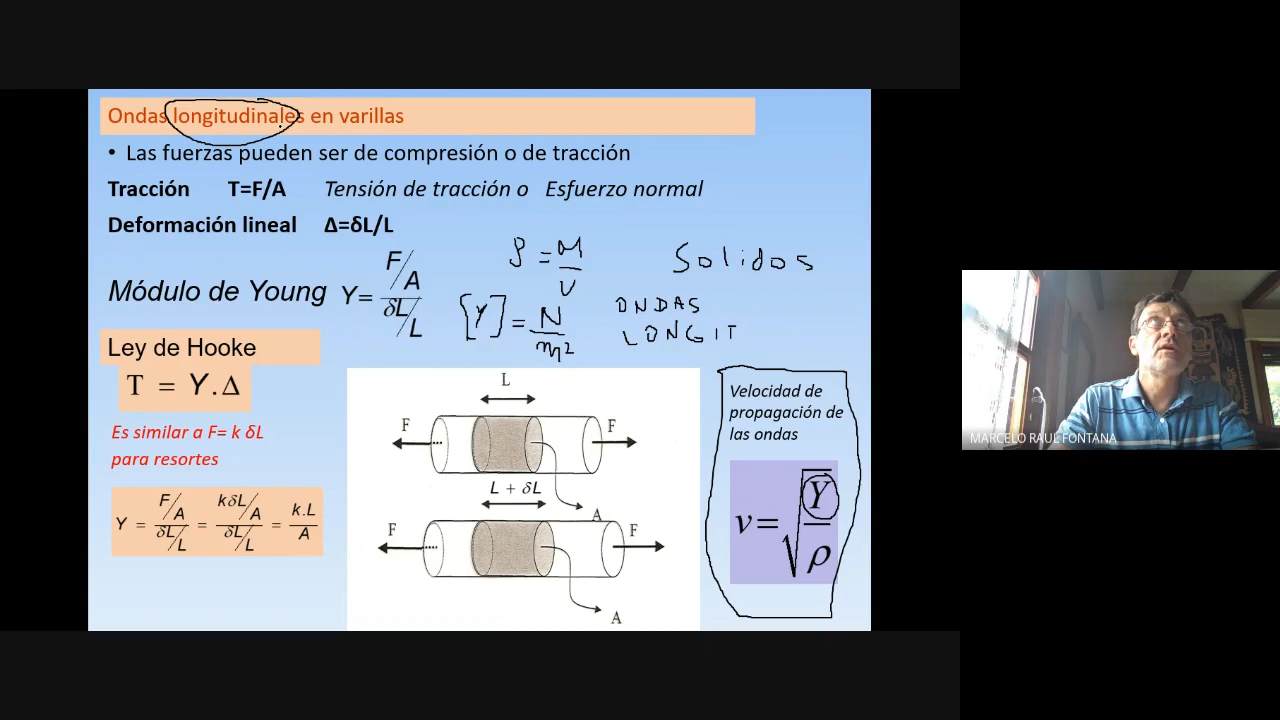 Ondas longitudinales en varillas
• Las fuerzas pueden ser de compresión o de tracción
Tracción T=F/A Tensión de tracción o Esfuerzo normal
Deformación lineal Δ=δL/L
Módulo de Young Y= F/A / δL/L
ρ = M / V
SOLIDOS
[Y] = N / m2
ONDAS
LONGIT
Ley de Hooke
T = Y.Δ
Es similar a F= k δL
para resortes
Y = F/A / δL/L = kδL/A / δL/L = k.L / A
L
F F
A
L + δL
F F
A
Velocidad de
propagación de
las ondas
v = √Y/ρ
MARCELO RAUL FONTANA